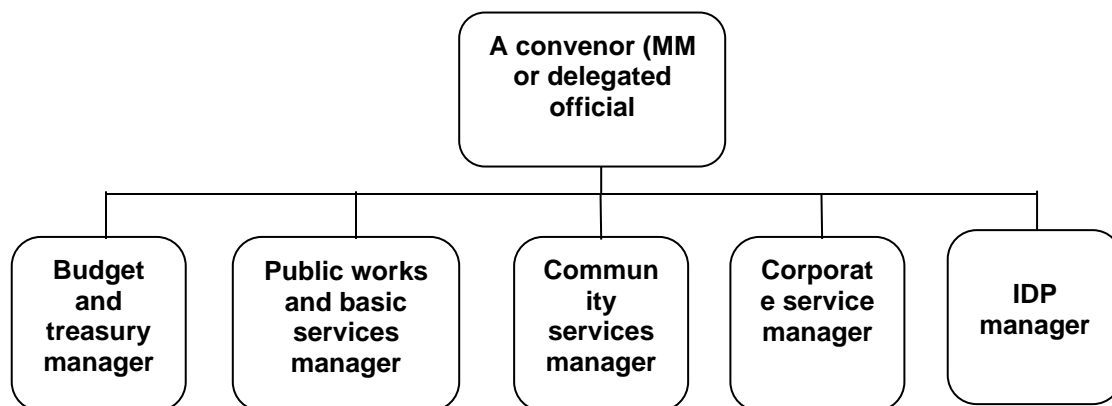 A convenor (MM
or delegated
official
Budget
and
treasury
manager
Public works
and basic
services
manager
Commun
ity
services
manager
Corporat
e service
manager
IDP
manager